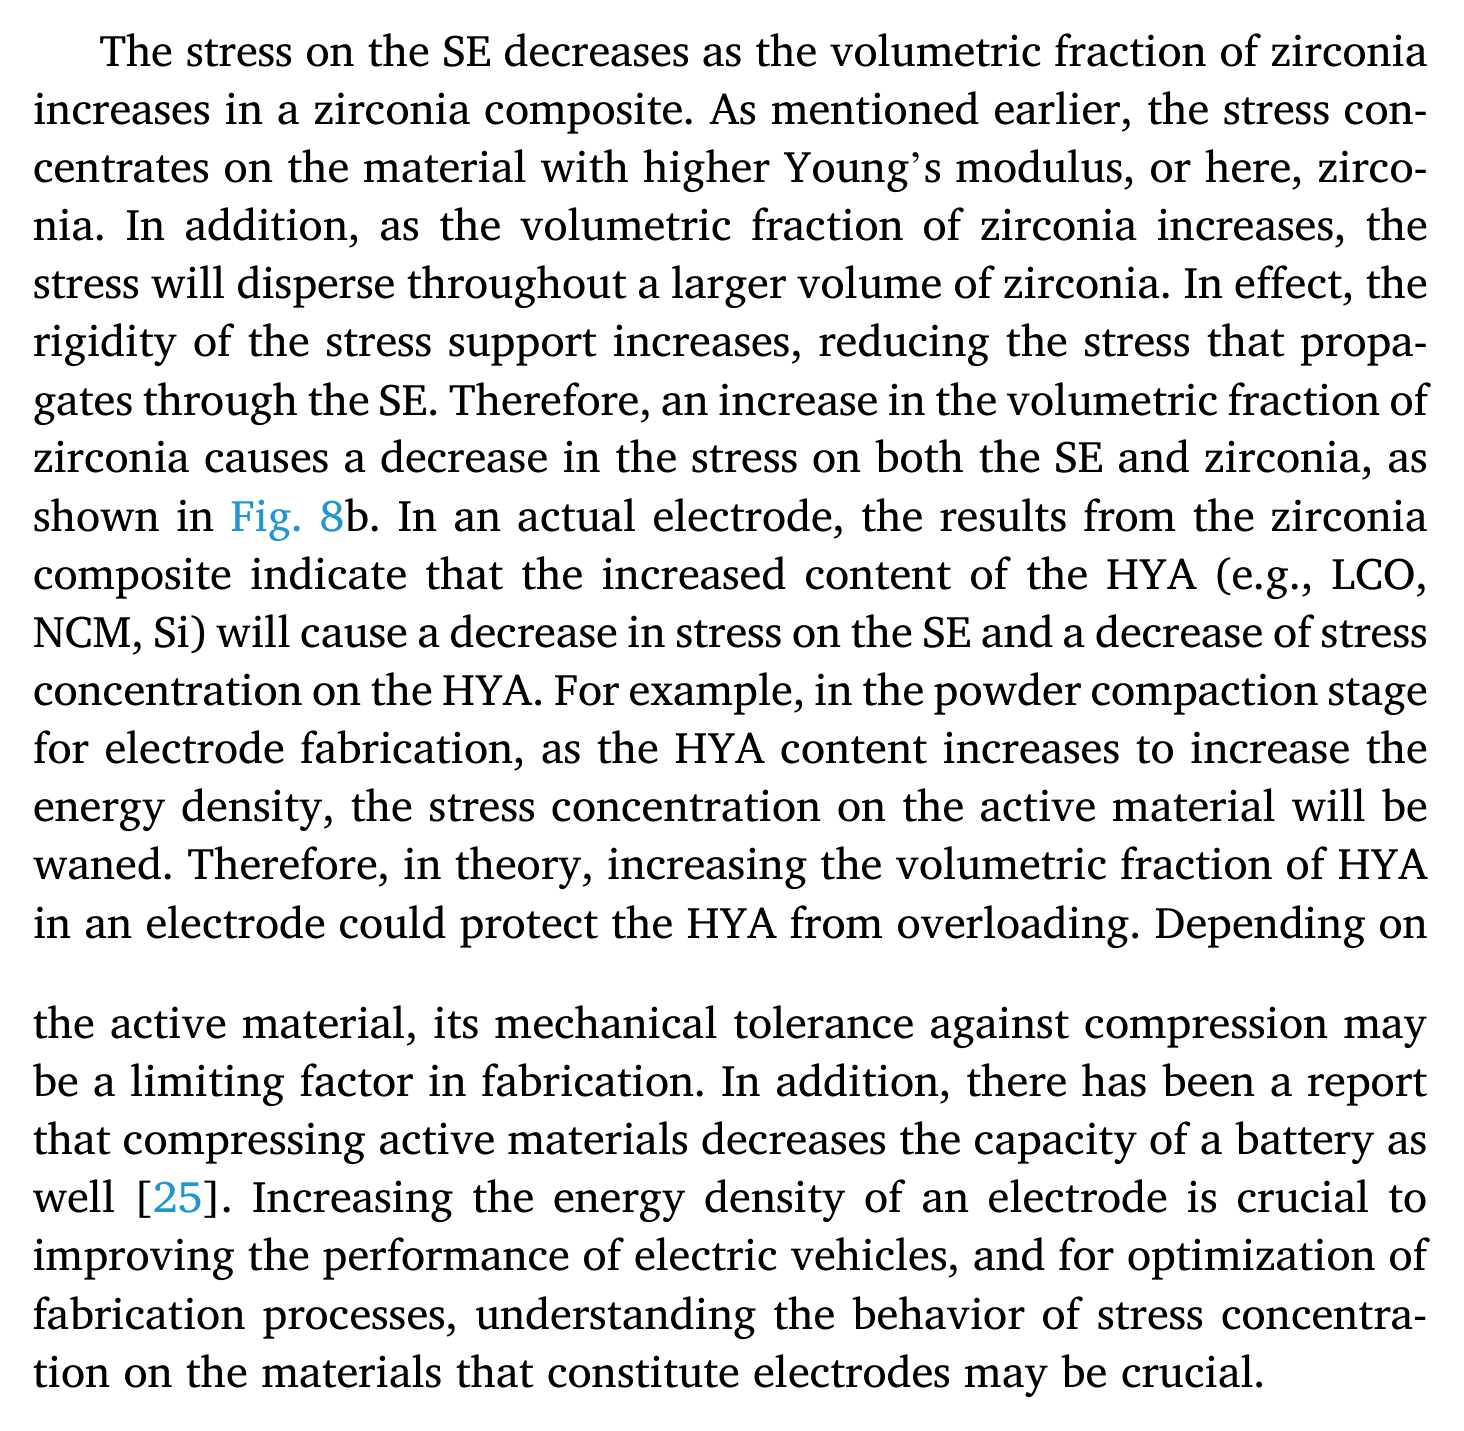 The stress on the SE decreases as the volumetric fraction of zirconia
increases in a zirconia composite. As mentioned earlier, the stress con-
centrates on the material with higher Young's modulus, or here, zirco-
nia. In addition, as the volumetric fraction of zirconia increases, the
stress will disperse throughout a larger volume of zirconia. In effect, the
rigidity of the stress support increases, reducing the stress that propa-
gates through the SE. Therefore, an increase in the volumetric fraction of
zirconia causes a decrease in the stress on both the SE and zirconia, as
shown in Fig. 8b. In an actual electrode, the results from the zirconia
composite indicate that the increased content of the HYA (e.g., LCO,
NCM, Si) will cause a decrease in stress on the SE and a decrease of stress
concentration on the HYA. For example, in the powder compaction stage
for electrode fabrication, as the HYA content increases to increase the
energy density, the stress concentration on the active material will be
waned. Therefore, in theory, increasing the volumetric fraction of HYA
in an electrode could protect the HYA from overloading. Depending on
the active material, its mechanical tolerance against compression may
be a limiting factor in fabrication. In addition, there has been a report
that compressing active materials decreases the capacity of a battery as
well [25]. Increasing the energy density of an electrode is crucial to
improving the performance of electric vehicles, and for optimization of
fabrication processes, understanding the behavior of stress concentra-
tion on the materials that constitute electrodes may be crucial.